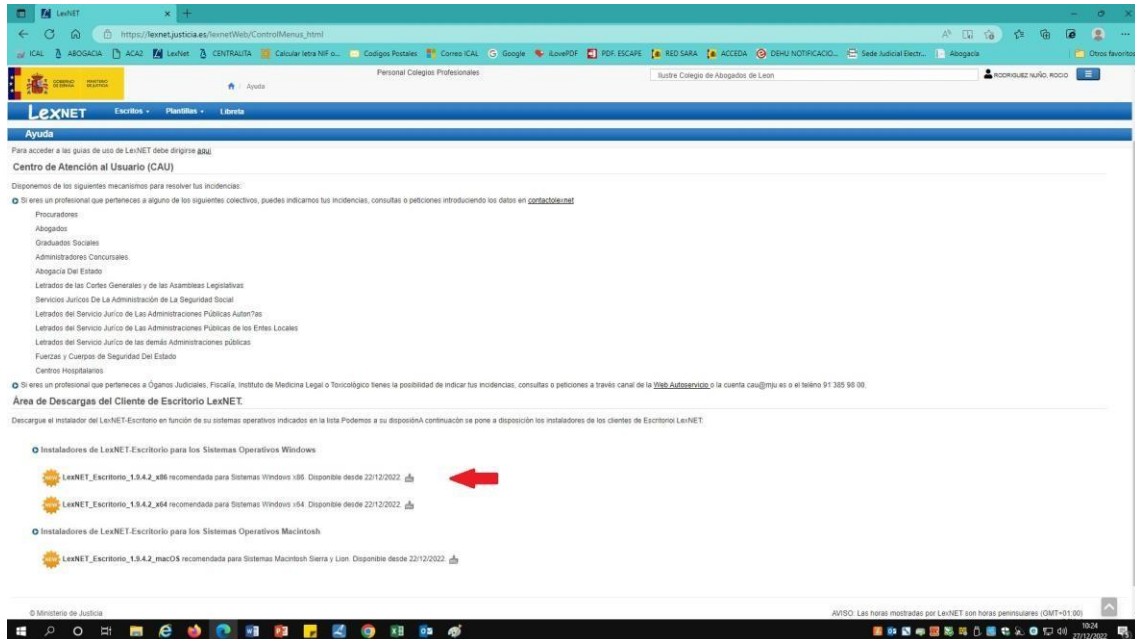 LexNET
https://lexnet.justicia.es/lexnetWeb/ControlMenus_html
ICAL ABOGACIA ACA2 LexNet CENTRALITA Calcular letra NIF o... Codigos Postales Correo ICAL Google iLovePDF PDF. ESCAPE RED SARA ACCEDA DEHU NOTIFICACIO... Sede Judicial Electr... Abogacia Otros favoritos
GOBIERNO DE ESPAÑA MINISTERIO DE JUSTICIA
Personal Colegios Profesionales
Ilustre Colegio de Abogados de Leon
RODRIGUEZ NUÑO, ROCIO
/ Ayuda
LexNET Escritos Plantillas Libreta
Ayuda
Para acceder a las guias de uso de LexNET debe dirigirse aqui
Centro de Atención al Usuario (CAU)
Disponemos de los siguientes mecanismos para resolver tus incidencias:
Si eres un profesional que perteneces a alguno de los siguientes colectivos, puedes indicarnos tus incidencias, consultas o peticiones introduciendo los datos en contactolexnet
Procuradores
Abogados
Graduados Sociales
Administradores Concursales
Abogacía Del Estado
Letrados de las Cortes Generales y de las Asambleas Legislativas
Servicios Jurícos De La Administración de La Seguridad Social
Letrados del Servicio Juríco de Las Administraciones Públicas Auton?as
Letrados del Servicio Juríco de las Administraciones Públicas de los Entes Locales
Letrados del Servicio Juríco de las demás Administraciones públicas
Fuerzas y Cuerpos de Seguridad Del Estado
Centros Hospitalarios
Si eres un profesional que perteneces a Óganos Judiciales, Fiscalía, Instituto de Medicina Legal o Toxicológico tienes la posibilidad de indicar tus incidencias, consultas o peticiones a través canal de la Web Autoservicio o la cuenta cau@mju.es o el teléno 91 385 98 00.
Área de Descargas del Cliente de Escritorio LexNET.
Descargue el instalador del LexNET-Escritorio en función de su sistemas operativos indicados en la lista Podemos a su disposiónA continuacón se pone a disposición los instaladores de los clientes de Escritorioi LexNET:
Instaladores de LexNET-Escritorio para los Sistemas Operativos Windows
NEW LexNET_Escritorio_1.9.4.2_x86 recomendada para Sistemas Windows x86. Disponible desde 22/12/2022.
NEW LexNET_Escritorio_1.9.4.2_x64 recomendada para Sistemas Windows x64. Disponible desde 22/12/2022.
Instaladores de LexNET-Escritorio para los Sistemas Operativos Macintosh
NEW LexNET_Escritorio_1.9.4.2_macOS recomendada para Sistemas Macintosh Sierra y Lion. Disponible desde 22/12/2022.
© Ministerio de Justicia
AVISO: Las horas mostradas por LexNET son horas peninsulares (GMT+01:00)
10:24
27/12/2022